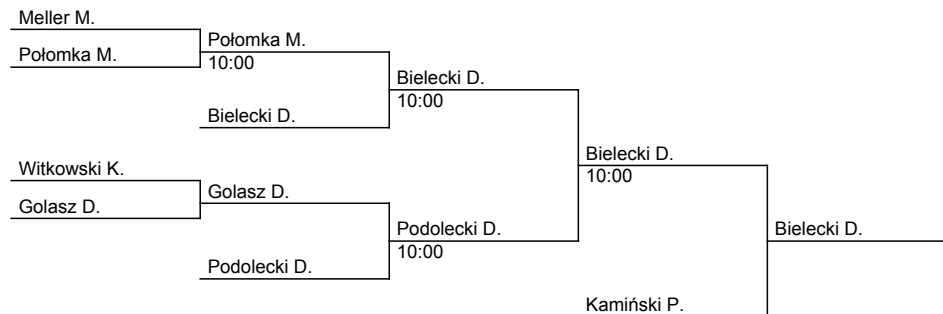 Meller M.
Połomka M.
Połomka M.
10:00
Bielecki D.
Bielecki D.
10:00
Witkowski K.
Golasz D.
Golasz D.
Podolecki D.
Podolecki D.
10:00
Bielecki D.
10:00
Kamiński P.
Bielecki D.